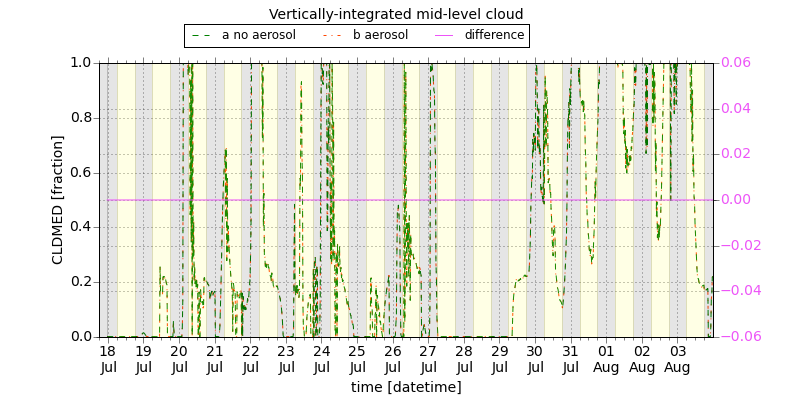 Vertically-integrated mid-level cloud
a no aerosol b aerosol difference
CLDMED [fraction]
1.0
0.8
0.6
0.4
0.2
0.0
0.06
0.04
0.02
0.00
−0.02
−0.04
−0.06
18 19 20 21 22 23 24 25 26 27 28 29 30 31 01 02 03
Jul Jul Jul Jul Jul Jul Jul Jul Jul Jul Jul Jul Jul Jul Aug Aug Aug
time [datetime]